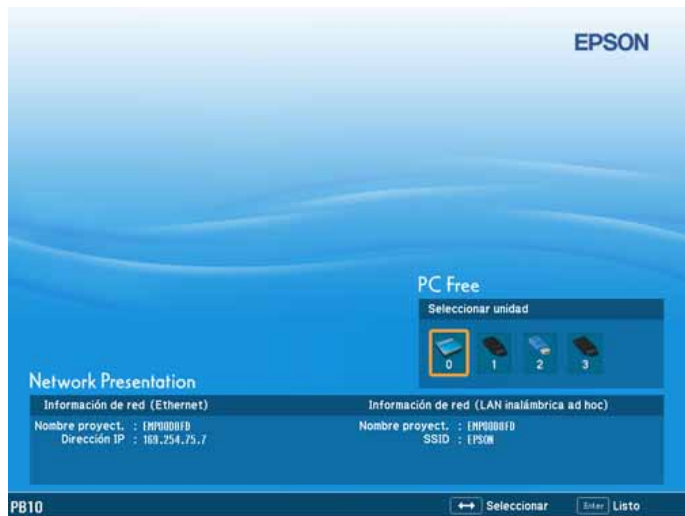 EPSON
PC Free
Seleccionar unidad
0 1 2 3
Network Presentation
Información de red (Ethernet)
Nombre proyect. : EMP0DD8FD
Dirección IP : 169.254.75.7
Información de red (LAN inalámbrica ad hoc)
Nombre proyect. :
SSID : EPSON
PB10
Seleccionar
Enter Listo